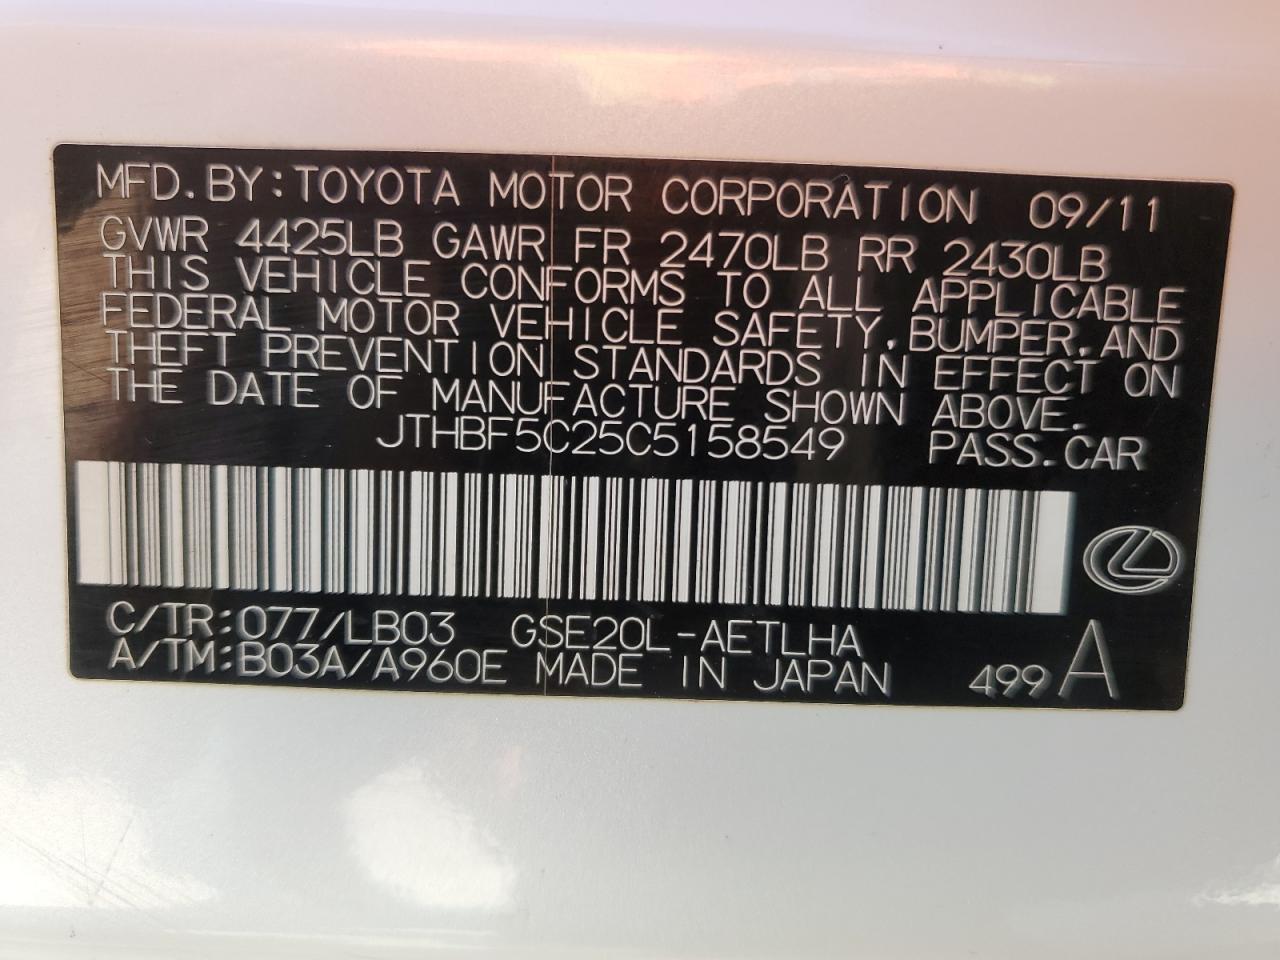 MFD.BY:TOYOTA MOTOR CORPORATION 09/11
GVWR 4425LB GAWR FR 2470LB RR 2430LB
THIS VEHICLE CONFORMS TO ALL APPLICABLE
FEDERAL MOTOR VEHICLE SAFETY,BUMPER,AND
THEFT PREVENTION STANDARDS IN EFFECT ON
THE DATE OF MANUFACTURE SHOWN ABOVE.
JTHBF5C25C5158549 PASS.CAR
C/TR:077/LB03 GSE20L-AETLHA
A/TM:B03A/A960E MADE IN JAPAN 499 A